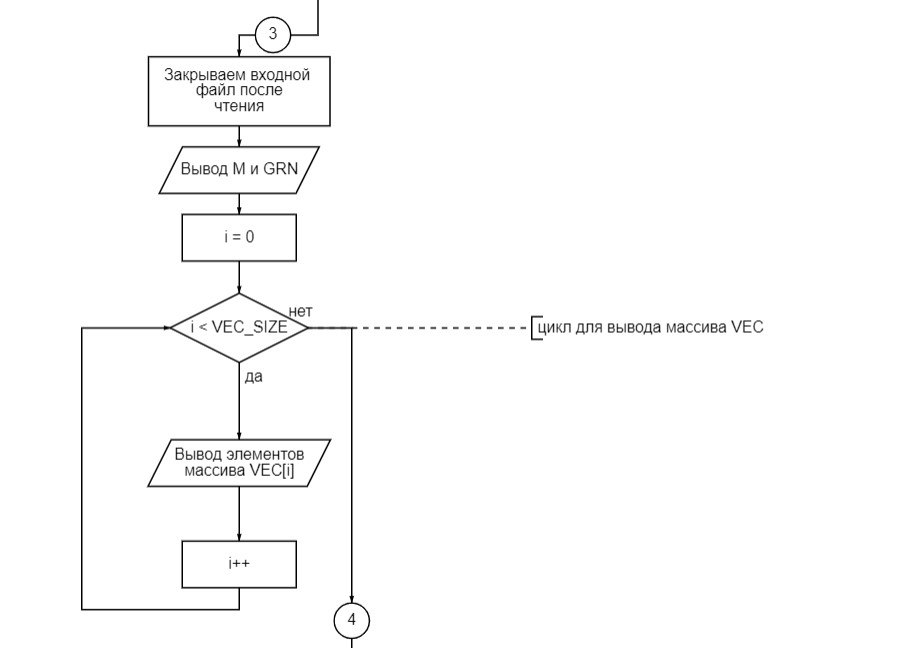 3
Закрываем входной
файл после
чтения
Вывод M и GRN
i = 0
нет
i < VEC_SIZE
цикл для вывода массива VEC
да
Вывод элементов
массива VEC[i]
i++
4